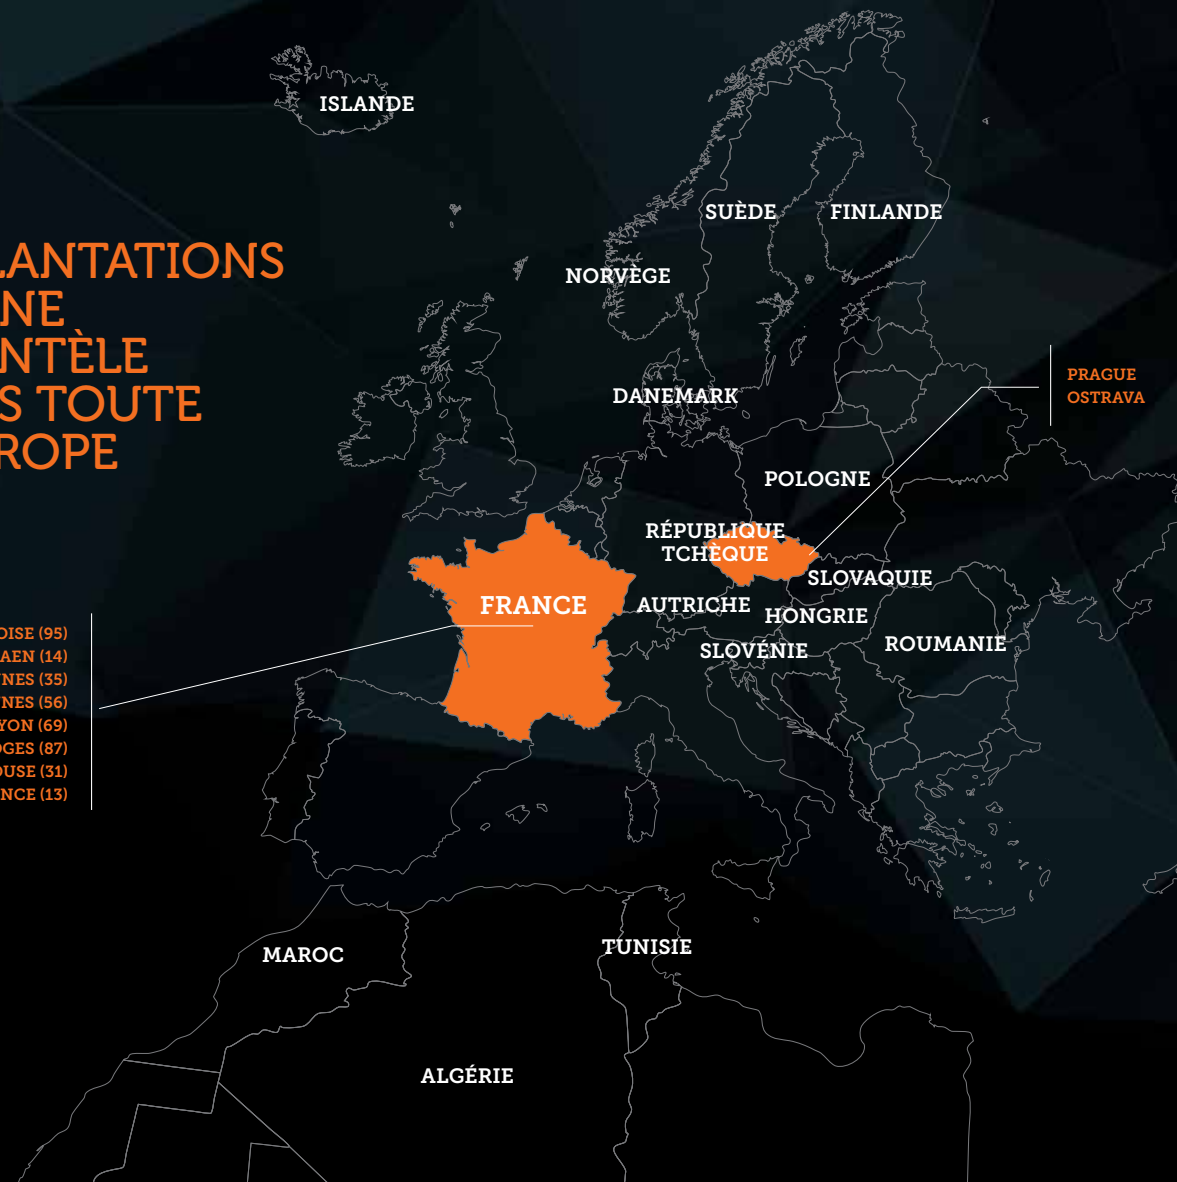 ISLANDE
SUÈDE
FINLANDE
NORVÈGE
LANTATIONS
NE
NTÈLE
S TOUTE
ROPE
DANEMARK
PRAGUE
OSTRAVA
POLOGNE
RÉPUBLIQUE
TCHÈQUE
SLOVAQUIE
FRANCE
AUTRICHE
HONGRIE
ROUMANIE
SLOVÉNIE
OISE (95)
AEN (14)
NES (35)
NES (56)
YON (69)
OGES (87)
OUSE (31)
NCE (13)
MAROC
TUNISIE
ALGÉRIE